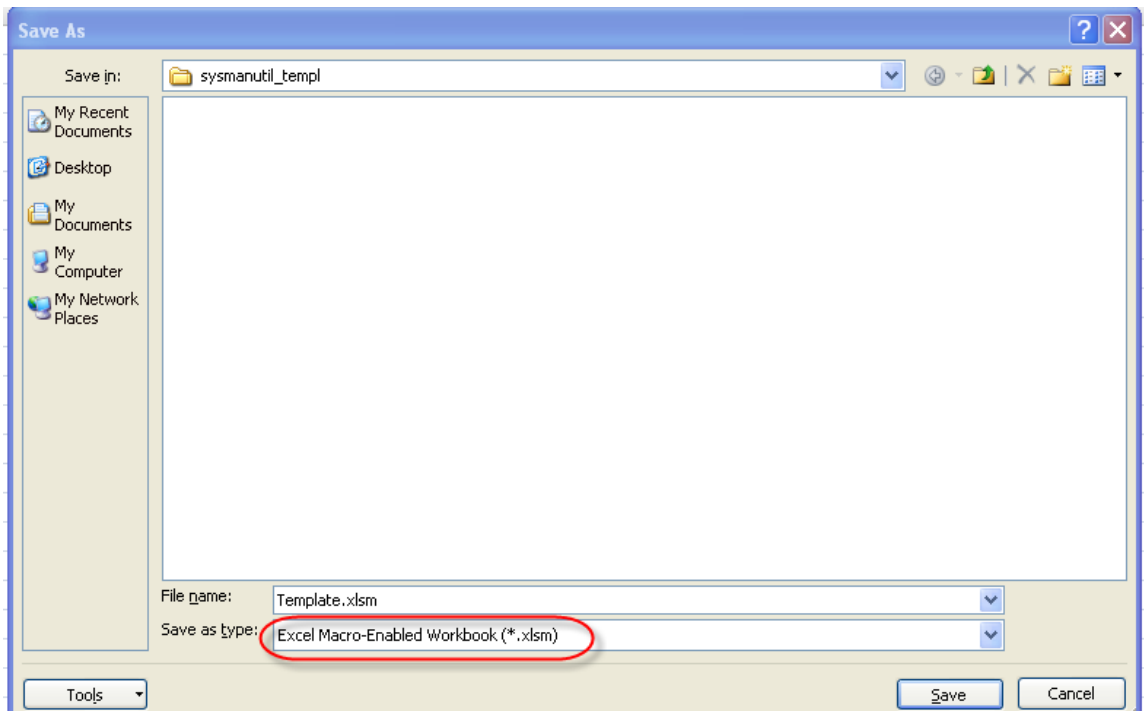 Save As
Save in:
sysmanutil_templ
My Recent
Documents
Desktop
My
Documents
My
Computer
My Network
Places
File name:
Template.xlsm
Save as type:
Excel Macro-Enabled Workbook (*.xlsm)
Tools
Save
Cancel